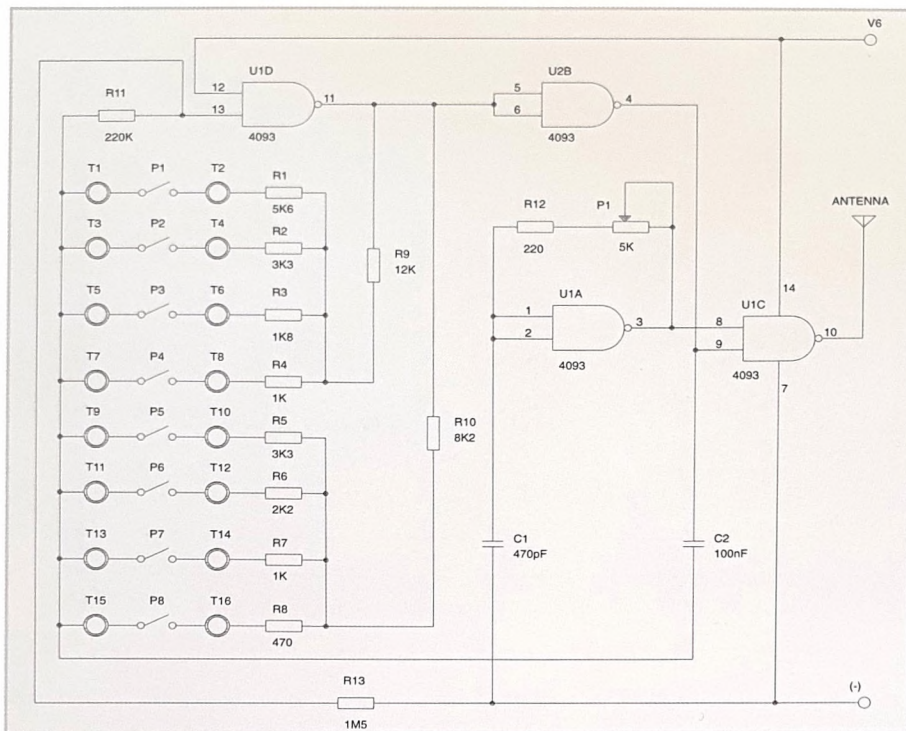 V6
U1D
U2B
R11
12
13
11
5
6
4
220K
4093
4093
T1 P1 T2 R1
5K6
R12 P1
ANTENNA
T3 P2 T4 R2
3K3
220
5K
R9
12K
T5 P3 T6 R3
1K8
U1A
14
U1C
1
2
3
8
9
10
T7 P4 T8 R4
1K
4093
4093
7
T9 P5 T10 R5
3K3
R10
8K2
T11 P6 T12 R6
2K2
T13 P7 T14 R7
1K
C1
470pF
C2
100nF
T15 P8 T16 R8
470
R13
1M5
(-)